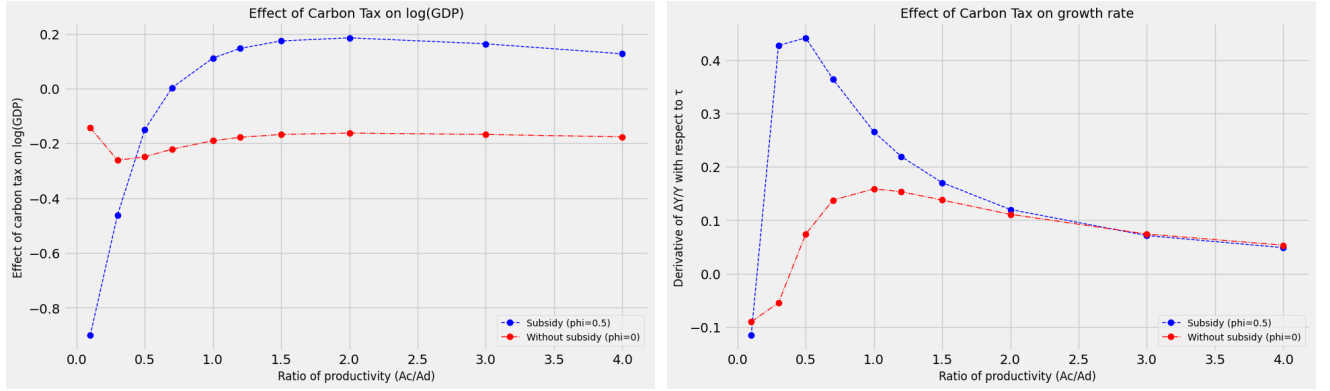 Effect of Carbon Tax on log(GDP)
Effect of carbon tax on log(GDP)
0.2
0.0
−0.2
−0.4
−0.6
−0.8
0.0 0.5 1.0 1.5 2.0 2.5 3.0 3.5 4.0
Ratio of productivity (Ac/Ad)
Subsidy (phi=0.5)
Without subsidy (phi=0)
Effect of Carbon Tax on growth rate
Derivative of ΔY/Y with respect to τ
0.4
0.3
0.2
0.1
0.0
−0.1
0.0 0.5 1.0 1.5 2.0 2.5 3.0 3.5 4.0
Ratio of productivity (Ac/Ad)
Subsidy (phi=0.5)
Without subsidy (phi=0)